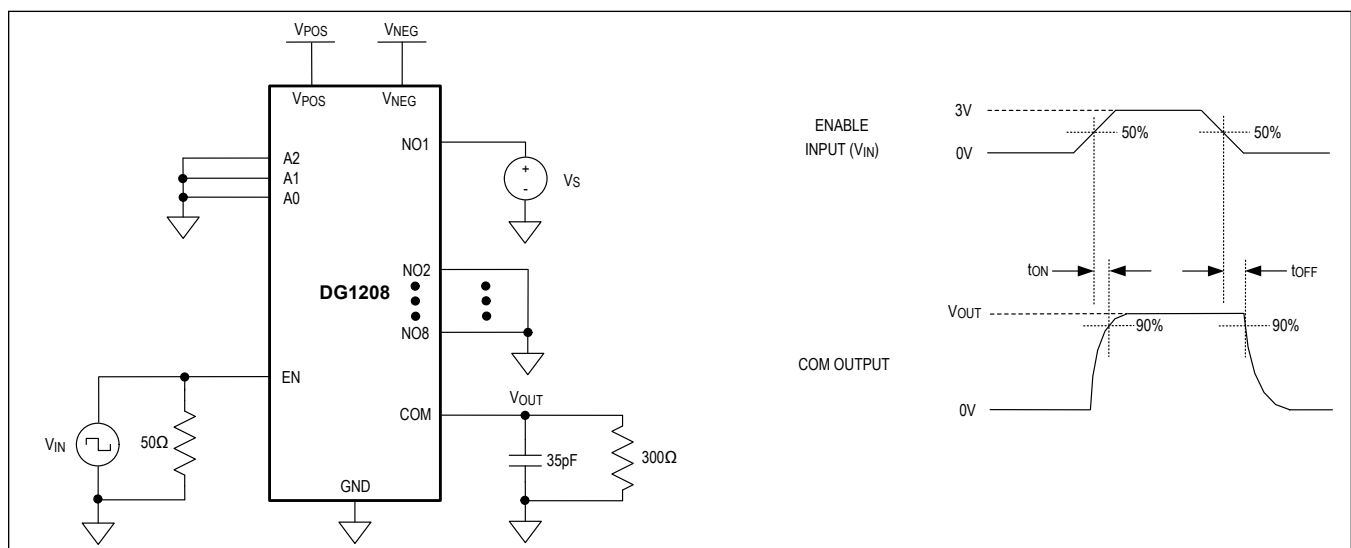 VPOS
VNEG
VPOS
VNEG
NO1
A2
A1
A0
+
-
VS
NO2
DG1208
NO8
EN
VOUT
COM
VIN
50Ω
35pF
300Ω
GND
ENABLE
INPUT (VIN)
3V
50%
50%
0V
tON
tOFF
VOUT
90%
90%
COM OUTPUT
0V